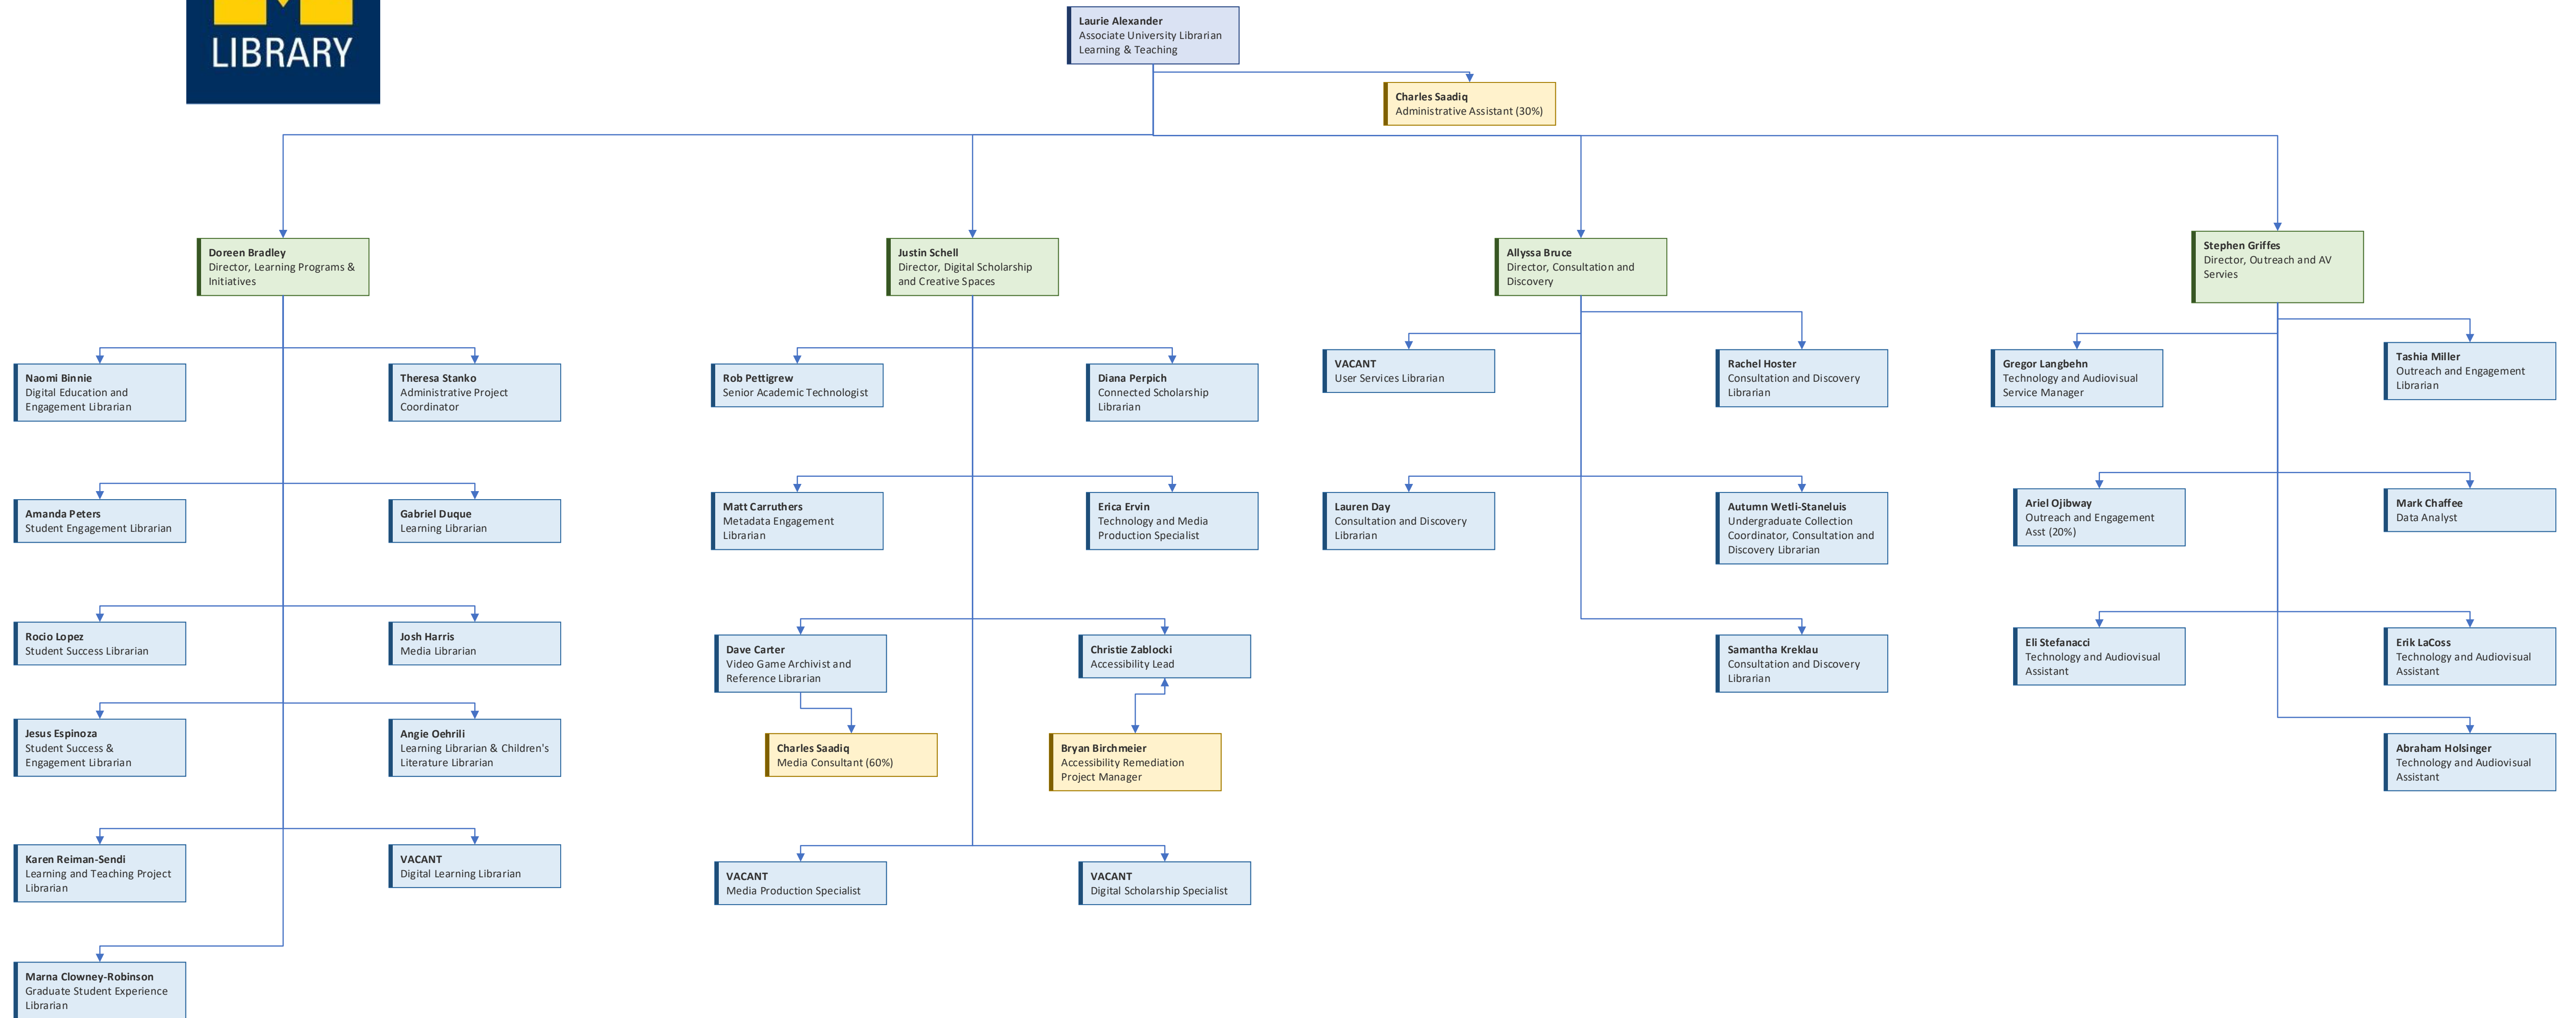 LIBRARY
Laurie Alexander
Associate University Librarian
Learning & Teaching
Charles Saadiq
Administrative Assistant (30%)
Doreen Bradley
Director, Learning Programs &
Initiatives
Naomi Binnie
Digital Education and
Engagement Librarian
Theresa Stanko
Administrative Project
Coordinator
Amanda Peters
Student Engagement Librarian
Gabriel Duque
Learning Librarian
Rocio Lopez
Student Success Librarian
Josh Harris
Media Librarian
Jesus Espinoza
Student Success &
Engagement Librarian
Angie Oehrili
Learning Librarian & Children's
Literature Librarian
Karen Reiman-Sendi
Learning and Teaching Project
Librarian
VACANT
Digital Learning Librarian
Marna Clowney-Robinson
Graduate Student Experience
Librarian
Justin Schell
Director, Digital Scholarship
and Creative Spaces
Rob Pettigrew
Senior Academic Technologist
Diana Perpich
Connected Scholarship
Librarian
Matt Carruthers
Metadata Engagement
Librarian
Erica Ervin
Technology and Media
Production Specialist
Dave Carter
Video Game Archivist and
Reference Librarian
Christie Zablocki
Accessibility Lead
Charles Saadiq
Media Consultant (60%)
Bryan Birchmeier
Accessibility Remediation
Project Manager
VACANT
Media Production Specialist
VACANT
Digital Scholarship Specialist
Allyssa Bruce
Director, Consultation and
Discovery
VACANT
User Services Librarian
Rachel Hoster
Consultation and Discovery
Librarian
Lauren Day
Consultation and Discovery
Librarian
Autumn Wetli-Staneluis
Undergraduate Collection
Coordinator, Consultation and
Discovery Librarian
Samantha Kreklau
Consultation and Discovery
Librarian
Stephen Griffes
Director, Outreach and AV
Servies
Gregor Langbehn
Technology and Audiovisual
Service Manager
Tashia Miller
Outreach and Engagement
Librarian
Ariel Ojibway
Outreach and Engagement
Asst (20%)
Mark Chaffee
Data Analyst
Eli Stefanacci
Technology and Audiovisual
Assistant
Erik LaCoss
Technology and Audiovisual
Assistant
Abraham Holsinger
Technology and Audiovisual
Assistant